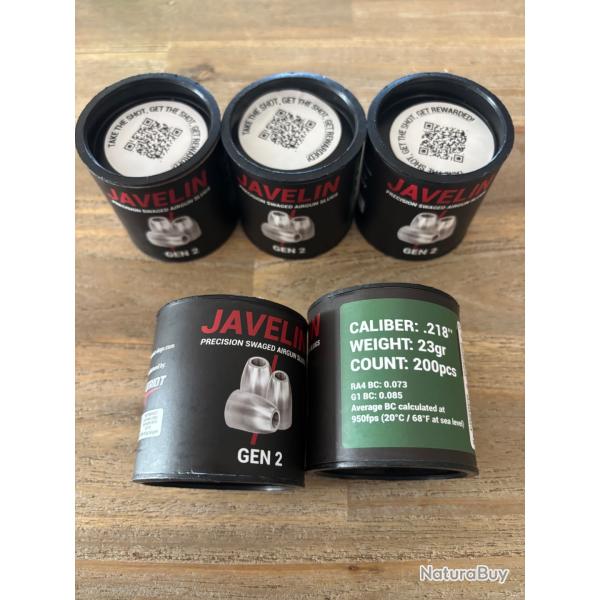 TAKE THE SHOT, GET THE SHOT, GET REWARDED!
JAVELIN
PRECISION SWAGED AIRGUN SLUGS
GEN 2
TAKE THE SHOT, GET THE SHOT, GET REWARDED!
JAVELIN
PRECISION SWAGED AIRGUN SLUGS
GEN 2
THE SHOT, GET THE SHOT, GET REWARDED!
JAVELIN
PRECISION SWAGED AIRGUN SLUGS
GEN 2
JAVELIN
PRECISION SWAGED AIRGUN SLUGS
GEN 2
CALIBER: .218"
WEIGHT: 23gr
COUNT: 200pcs
RA4 BC: 0.073
G1 BC: 0.085
Average BC calculated at
950fps (20°C / 68°F at sea level)
NaturaBuy